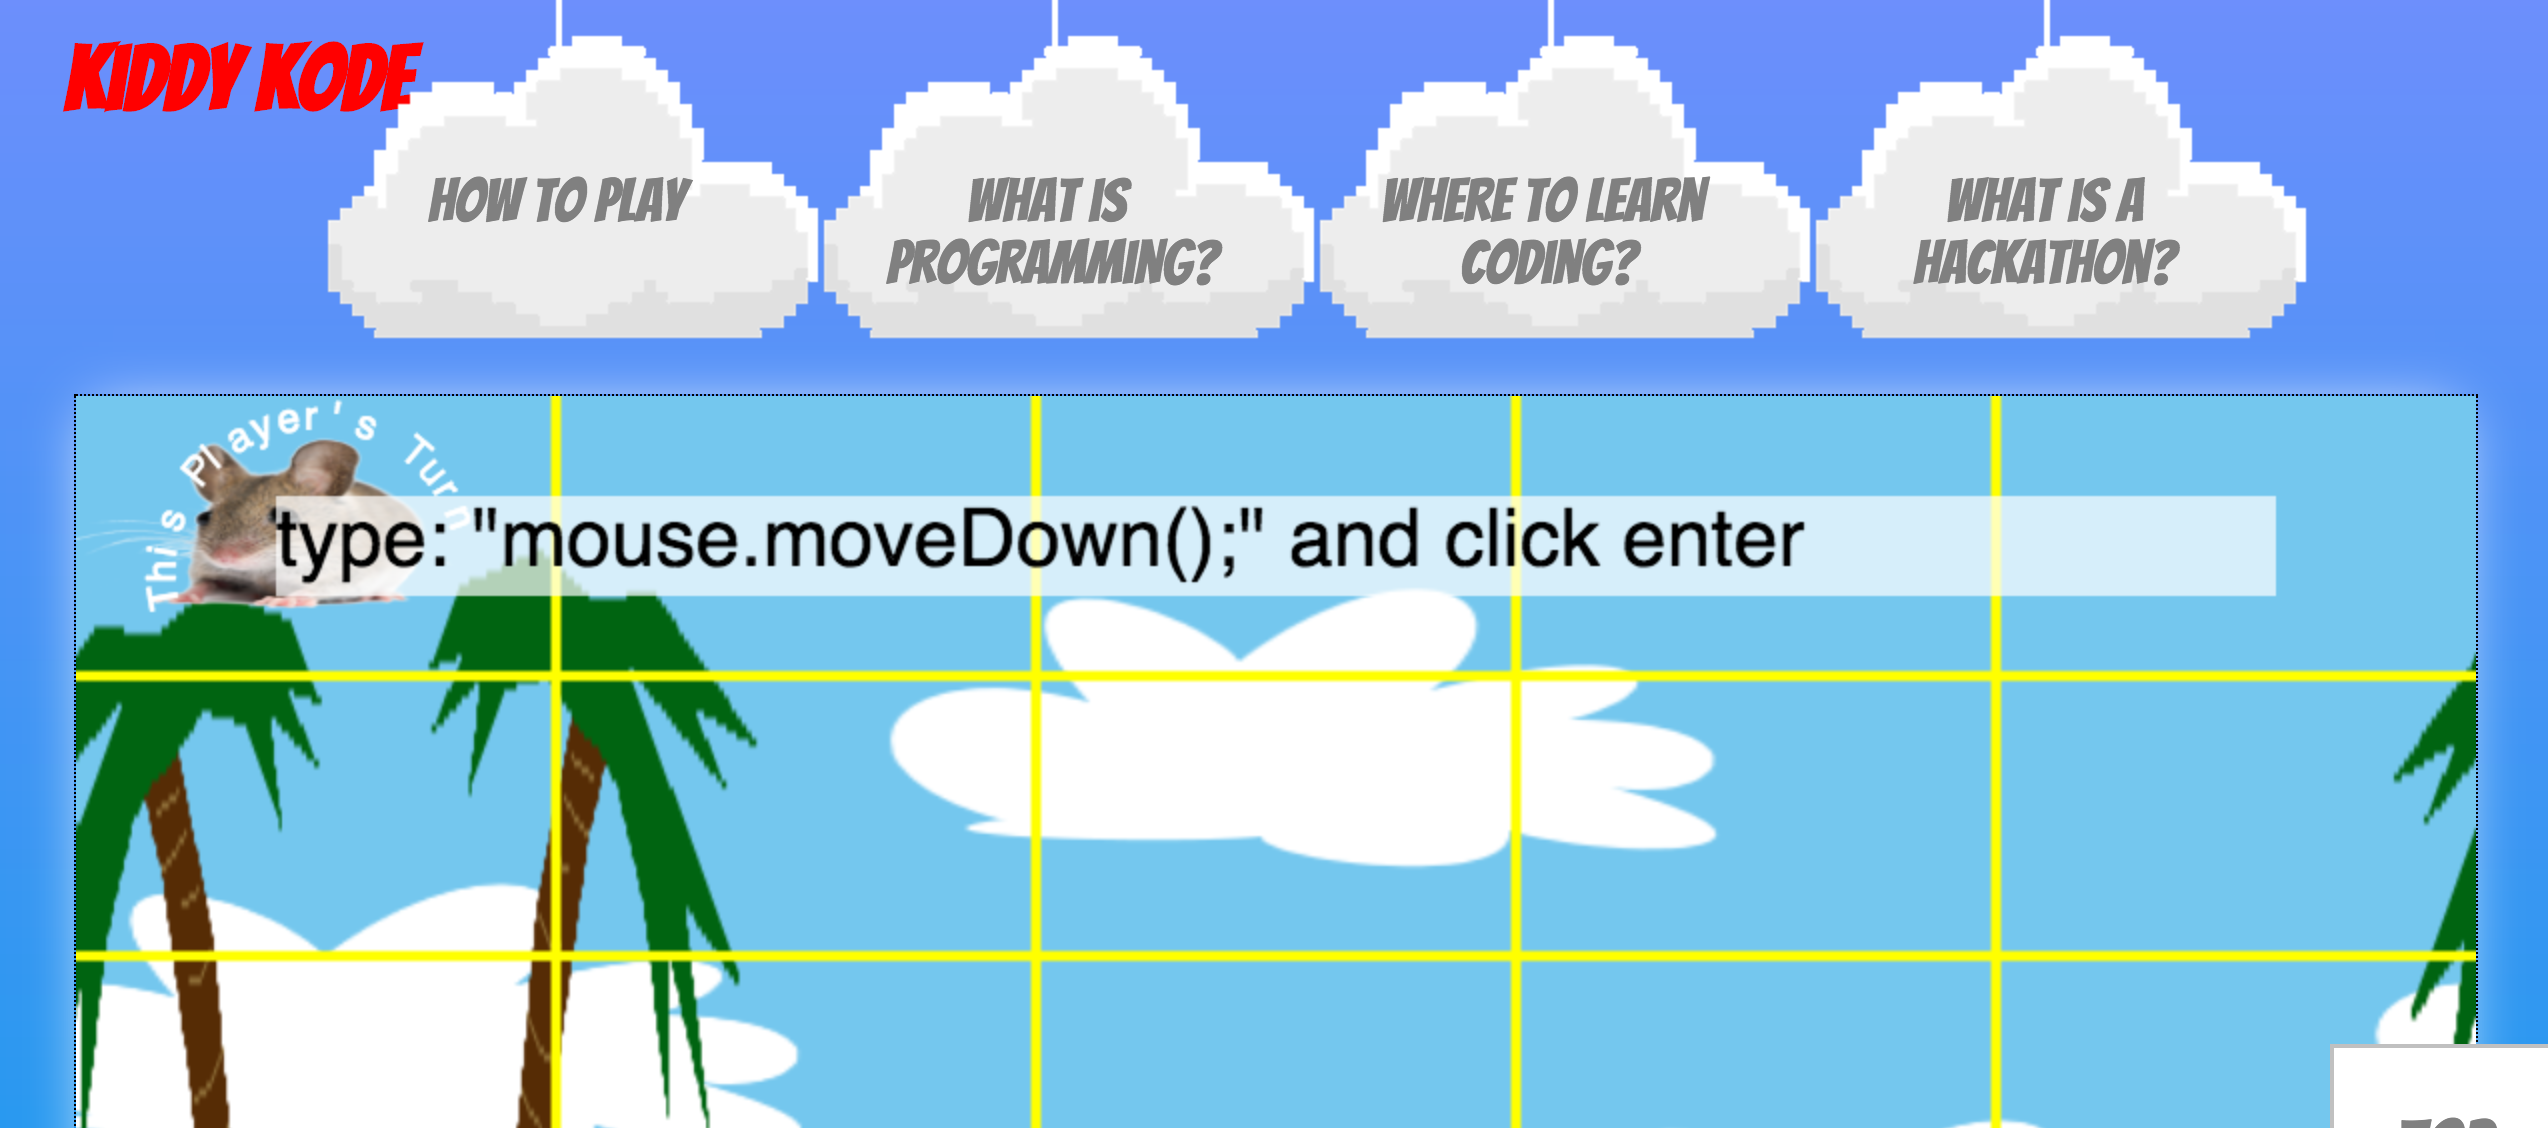 KIDDY KODE
HOW TO PLAY
WHAT IS
PROGRAMMING?
WHERE TO LEARN
CODING?
WHAT IS A
HACKATHON?
This Player's Turn
type: "mouse.moveDown();" and click enter
TOP